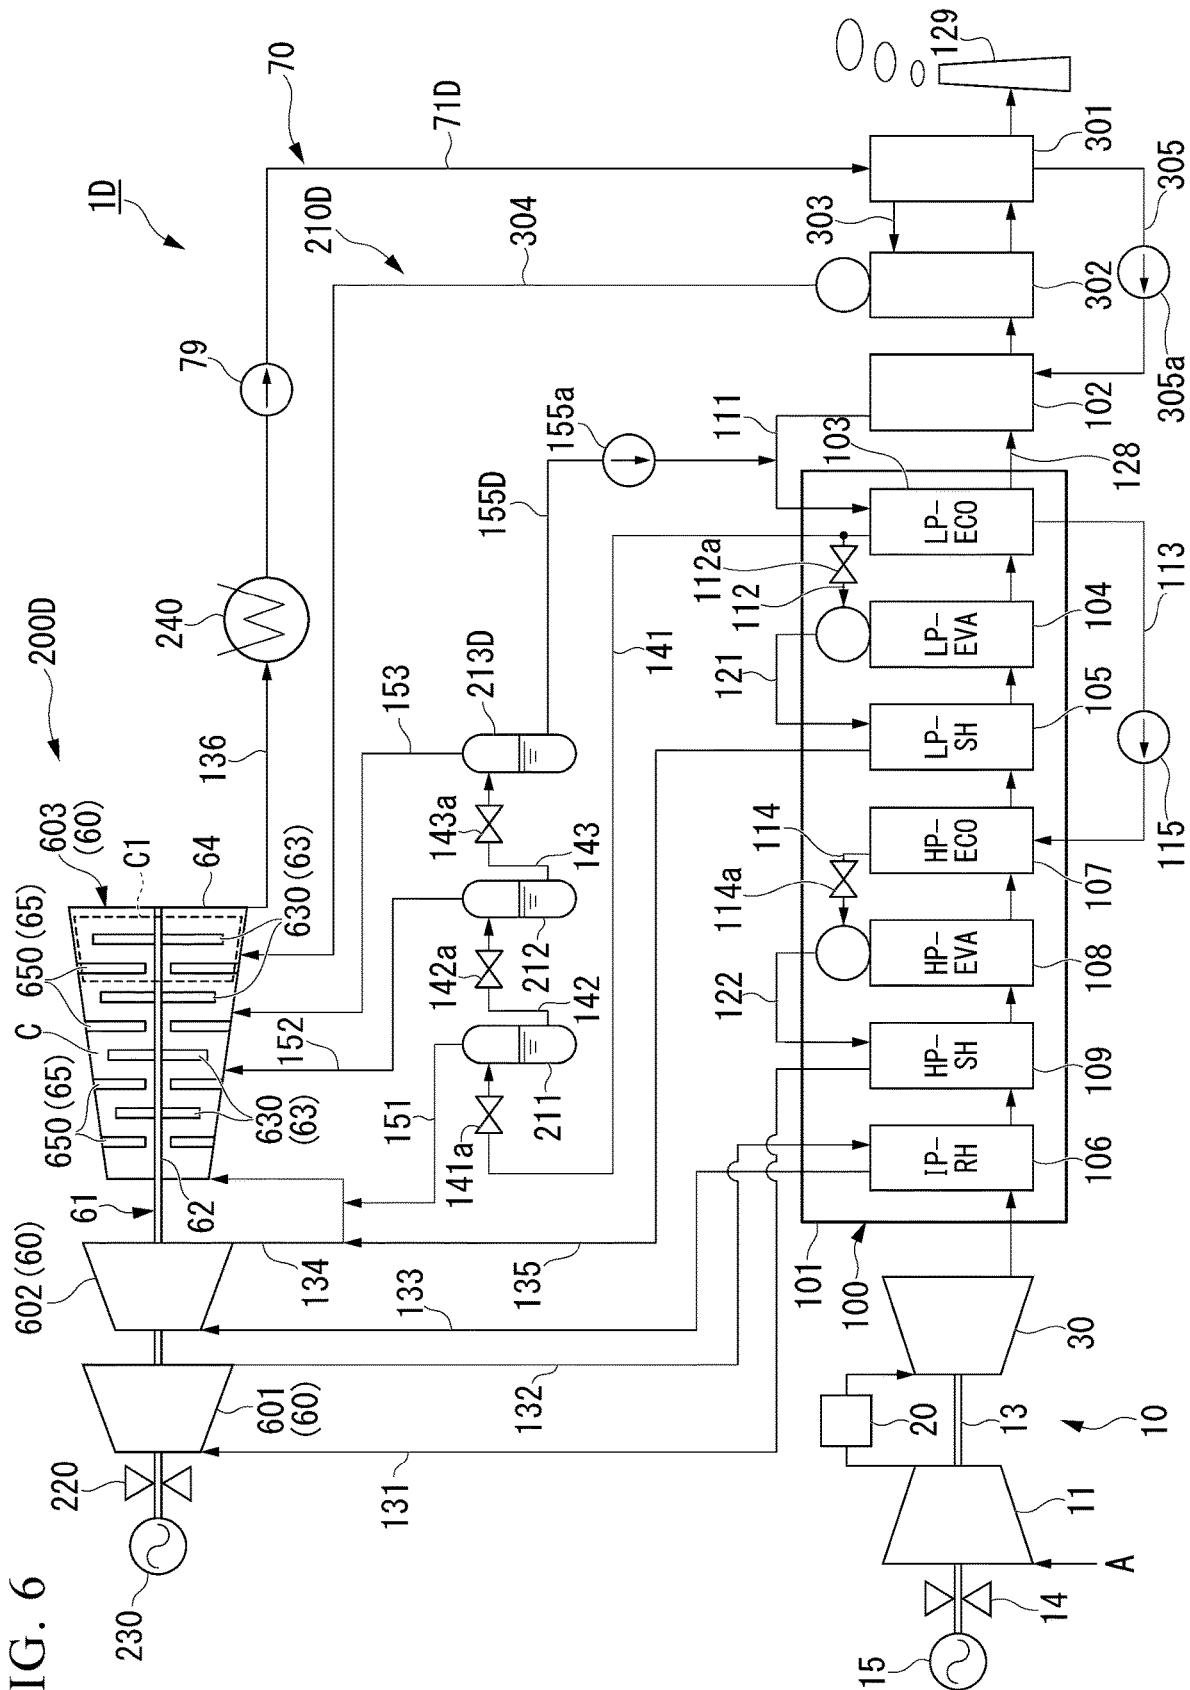 IG. 6
1D
200D
70
210D
603
(60)
C1
64
136
240
79
71D
304
650 (65)
C
650 (65)
630 (63)
630
(63)
61
62
602 (60)
601
(60)
220
230
152
153
151
213D
212
211
141a
142a
142
143a
143
155D
155a
141
134
135
133
132
131
111
103
112a
112
121
114
114a
122
303
129
301
305
302
305a
102
128
LP-
ECO
LP-
EVA
LP-
SH
HP-
ECO
HP-
EVA
HP-
SH
IP-
RH
104
113
105
115
107
108
109
106
101
100
30
20
13
10
11
A
14
15